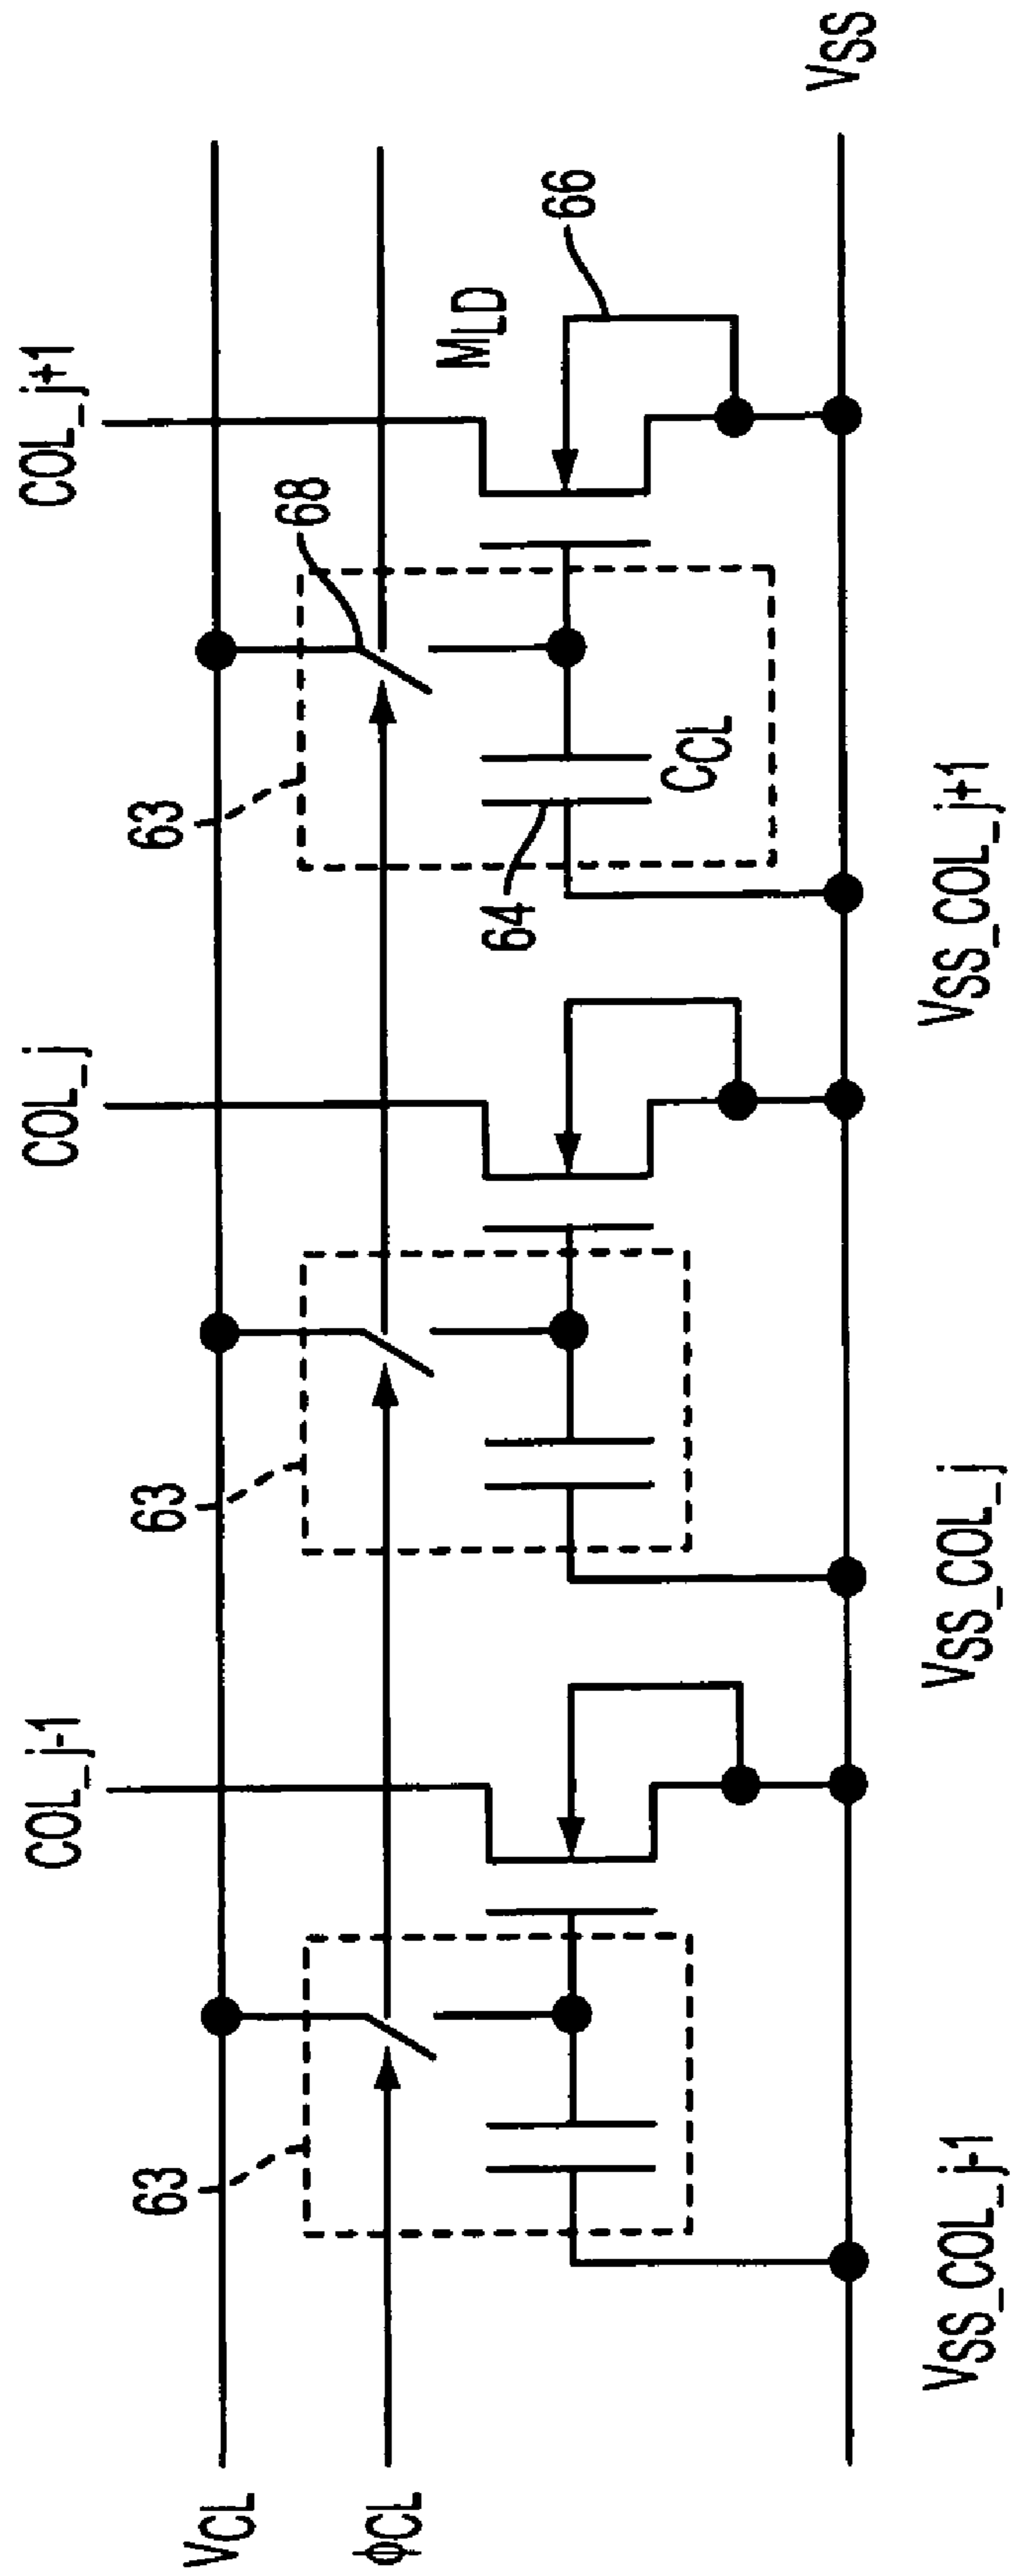 COL_j-1
COL_j
COL_j+1
VCL
63
63
63
68
ϕCL
MLD
66
64
CCL
VSS
VSS_COL_j-1
VSS_COL_j
VSS_COL_j+1